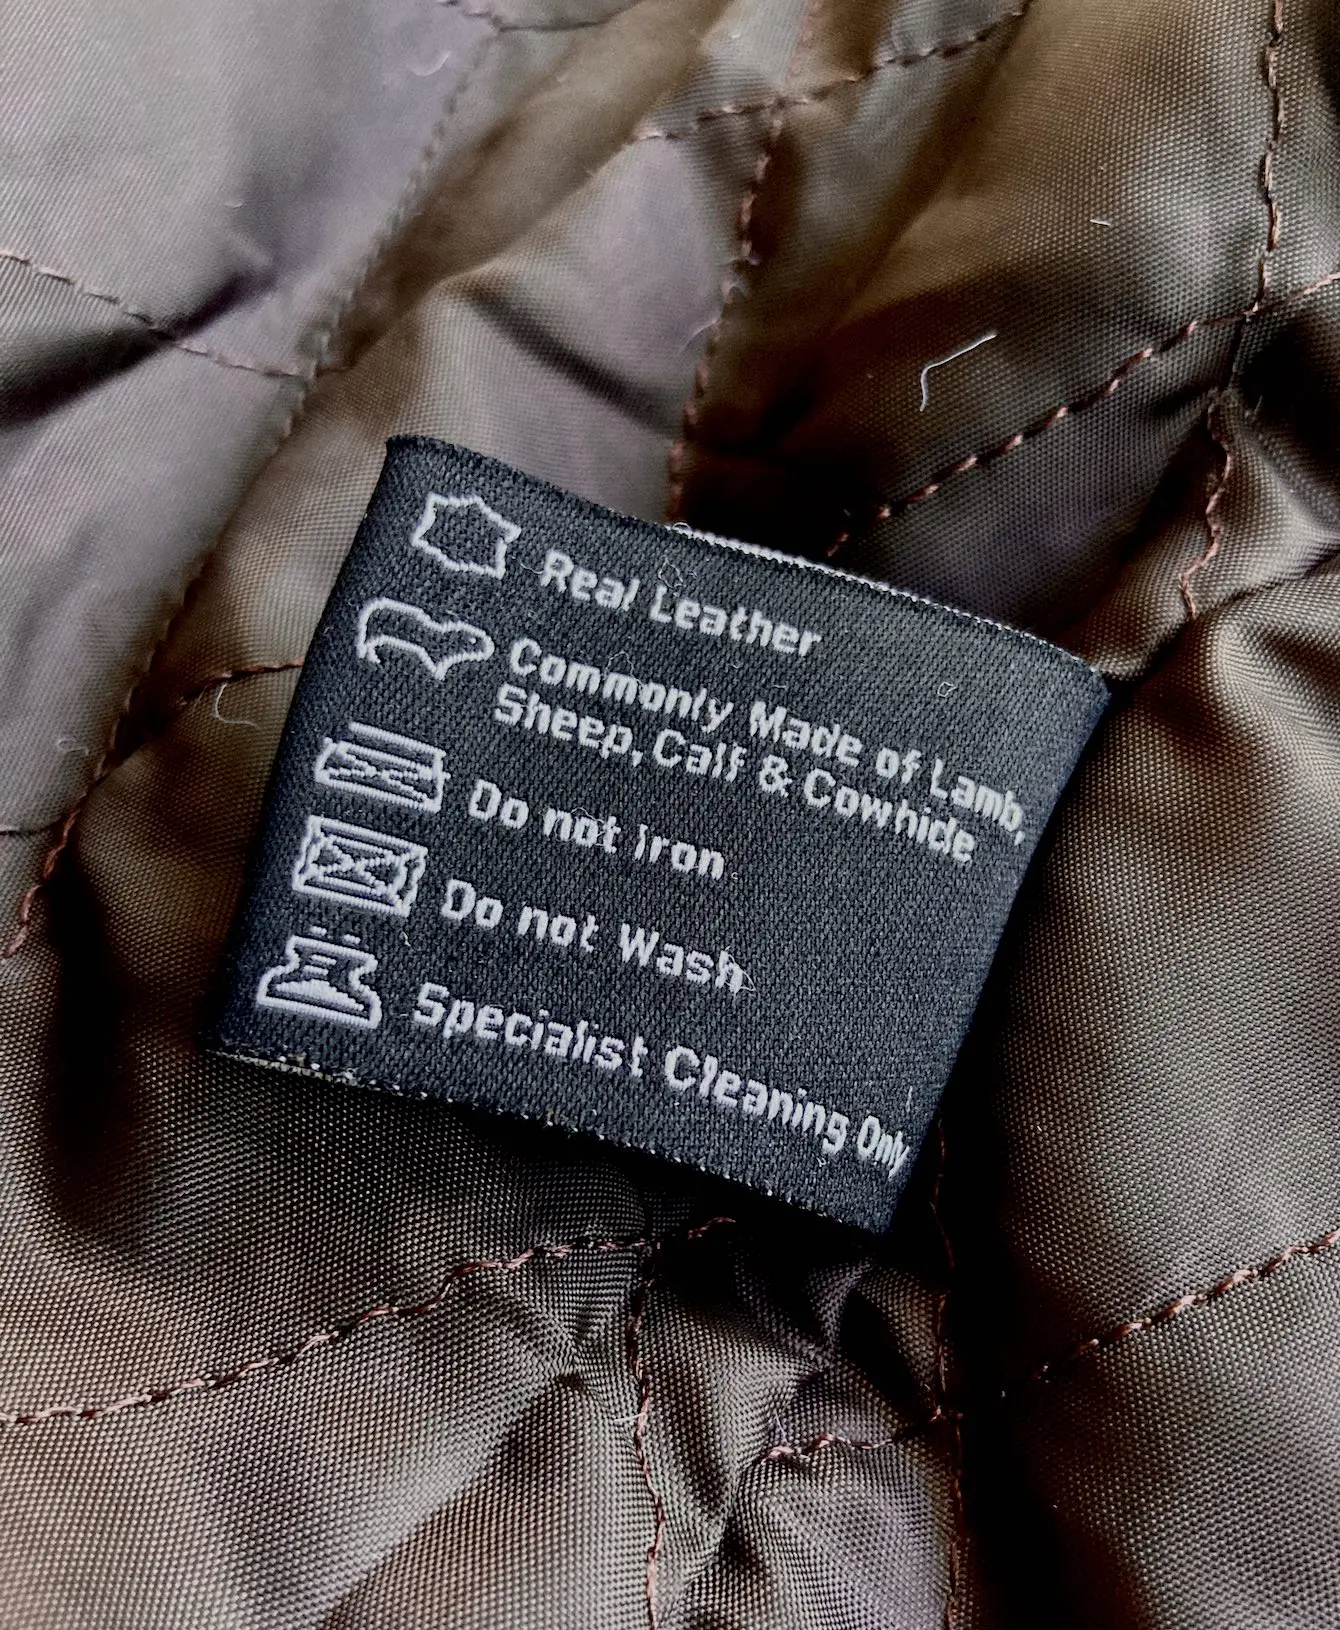 Real Leather
Commonly Made of Lamb,
Sheep, Calf & Cowhide
Do not iron
Do not Wash
Specialist Cleaning Only